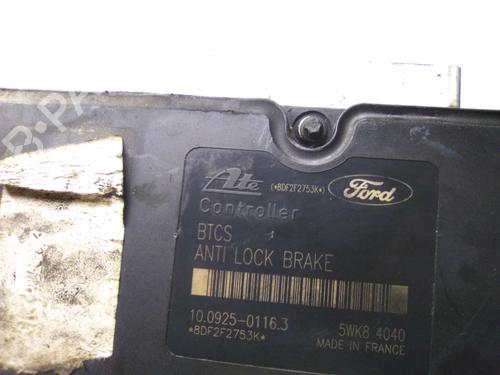 Ate
(*8DF2F2753K*)
Ford
Controller
BTCS
ANTI LOCK BRAKE
10.0925-0116.3
5WK8 4040
*8DF2F2753K*
MADE IN FRANCE